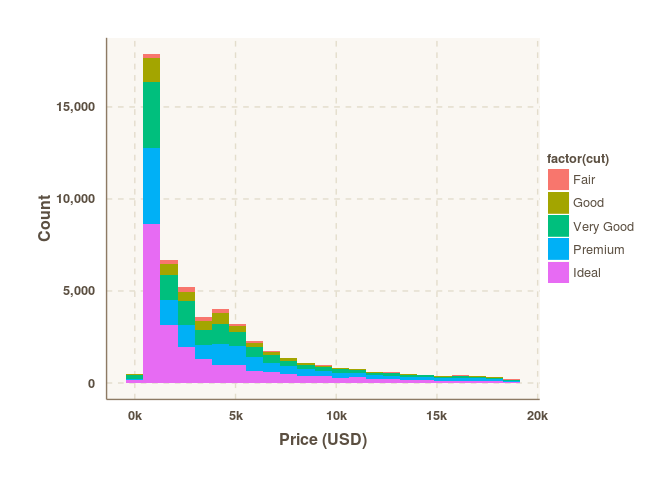 15,000
10,000
5,000
0
Count
0k
5k
10k
15k
20k
Price (USD)
factor(cut)
Fair
Good
Very Good
Premium
Ideal